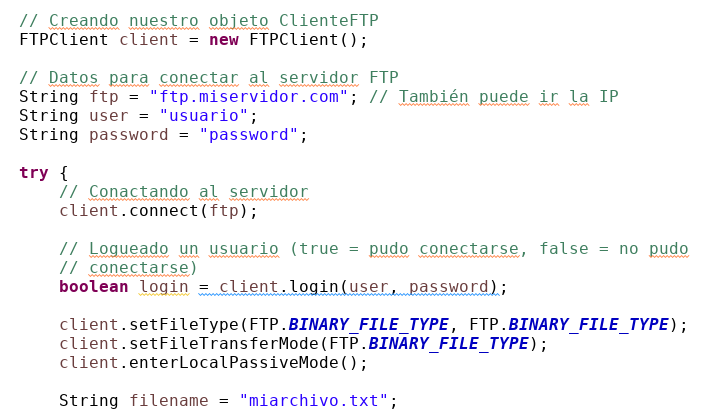 // Creando nuestro objeto ClienteFTP
FTPClient client = new FTPClient();
// Datos para conectar al servidor FTP
String ftp = "ftp.miservidor.com"; // También puede ir la IP
String user = "usuario";
String password = "password";
try {
// Conactando al servidor
client.connect(ftp);
// Logueado un usuario (true = pudo conectarse, false = no pudo
// conectarse)
boolean login = client.login(user, password);
client.setFileType(FTP.BINARY_FILE_TYPE, FTP.BINARY_FILE_TYPE);
client.setFileTransferMode(FTP.BINARY_FILE_TYPE);
client.enterLocalPassiveMode();
String filename = "miarchivo.txt";